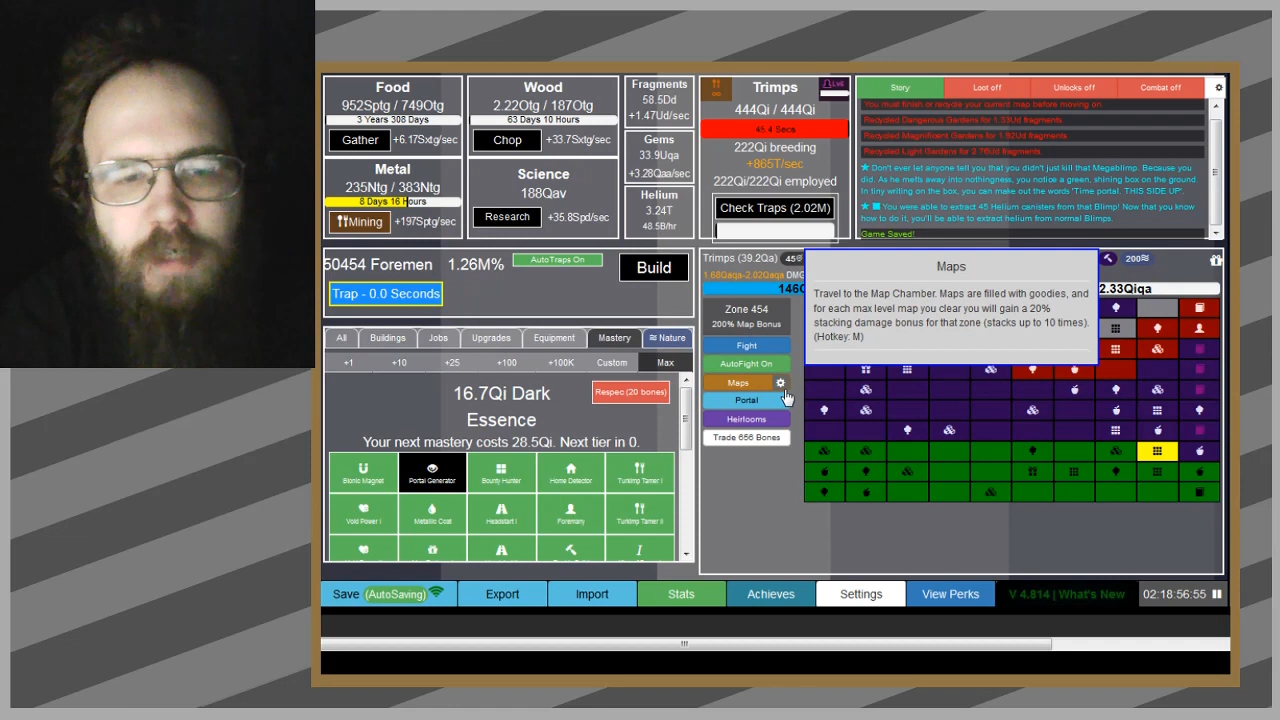 Food
952Sptg / 749Otg
3 Years 308 Days
Gather
+6.17Sxtg/sec
Metal
235Ntg / 383Ntg
8 Days 16 Hours
Mining
+197Sptg/sec
Wood
2.22Otg / 187Otg
63 Days 10 Hours
Chop
+33.7Sxtg/sec
Science
188Qav
Research
+35.8Spd/sec
Fragments
58.5Dd
+1.47Ud/sec
Gems
33.9Uqa
+3.28Qaa/sec
Helium
3.24T
48.5B/hr
Trimps
444Qi / 444Qi
45.4 Secs
222Qi breeding
+865T/sec
222Qi/222Qi employed
Check Traps (2.02M)
Story
Loot off
Unlocks off
Combat off
You must finish or recycle your current map before moving on.
Recycled Dangerous Gardens for 1.33Ud fragments.
Recycled Magnificent Gardens for 1.82Ud fragments.
Recycled Light Gardens for 2.76Ud fragments.
Don't ever let anyone tell you that you didn't just kill that Megablimp. Because you
did. As he melts away into nothingness, you notice a green, shining box on the ground.
In tiny writing on the box, you can make out the words 'Time portal. THIS SIDE UP'.
You were able to extract 45 Helium canisters from that Blimp! Now that you
know how to do it, you'll be able to extract helium from normal Blimps.
Game Saved!
50454 Foremen
1.26M%
AutoTraps On
Build
Trap - 0.0 Seconds
All
Buildings
Jobs
Upgrades
Equipment
Mastery
Nature
+1
+10
+25
+100
+100K
Custom
Max
16.7Qi Dark
Essence
Respec (20 bones)
Your next mastery costs 28.5Qi. Next tier in 0.
Bionic Magnet
Portal Generator
Bounty Hunter
Home Detector
Turkimp Tamer I
Void Power I
Metallic Coat
Headstart I
Foremany
Turkimp Tamer II
Trimps (39.2Qa)
1.68Qaqa-2.02Qaqa DMG
146
200
2.33Qiqa
Zone 454
200% Map Bonus
Fight
AutoFight On
Maps
Portal
Heirlooms
Trade 656 Bones
Maps
Travel to the Map Chamber. Maps are filled with goodies, and
for each max level map you clear you will gain a 20%
stacking damage bonus for that zone (stacks up to 10 times).
(Hotkey: M)
Save (AutoSaving)
Export
Import
Stats
Achieves
Settings
View Perks
V 4.814 | What's New
02:18:56:55